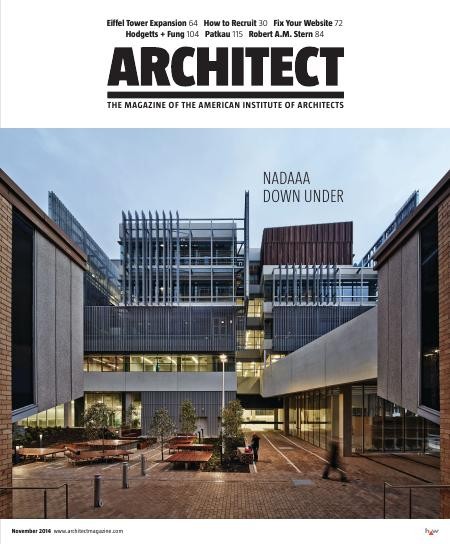 Eiffel Tower Expansion 64 How to Recruit 30 Fix Your Website 72
Hodgetts + Fung 104 Patkau 115 Robert A.M. Stern 84
ARCHITECT
THE MAGAZINE OF THE AMERICAN INSTITUTE OF ARCHITECTS
NADAAA
DOWN UNDER
November 2014 www.architectmagazine.com